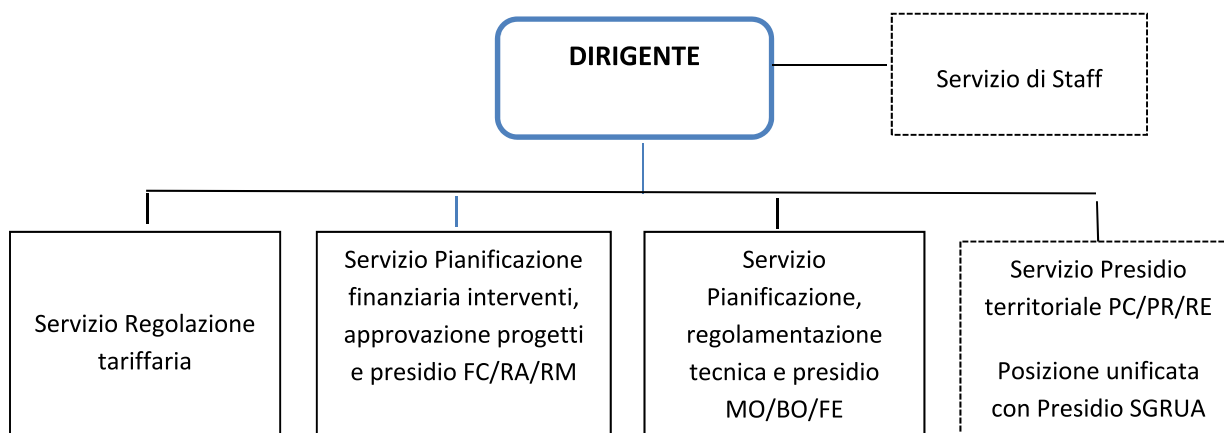 DIRIGENTE
Servizio di Staff
Servizio Regolazione
tariffaria
Servizio Pianificazione
finanziaria interventi,
approvazione progetti
e presidio FC/RA/RM
Servizio
Pianificazione,
regolamentazione
tecnica e presidio
MO/BO/FE
Servizio Presidio
territoriale PC/PR/RE
Posizione unificata
con Presidio SGRUA